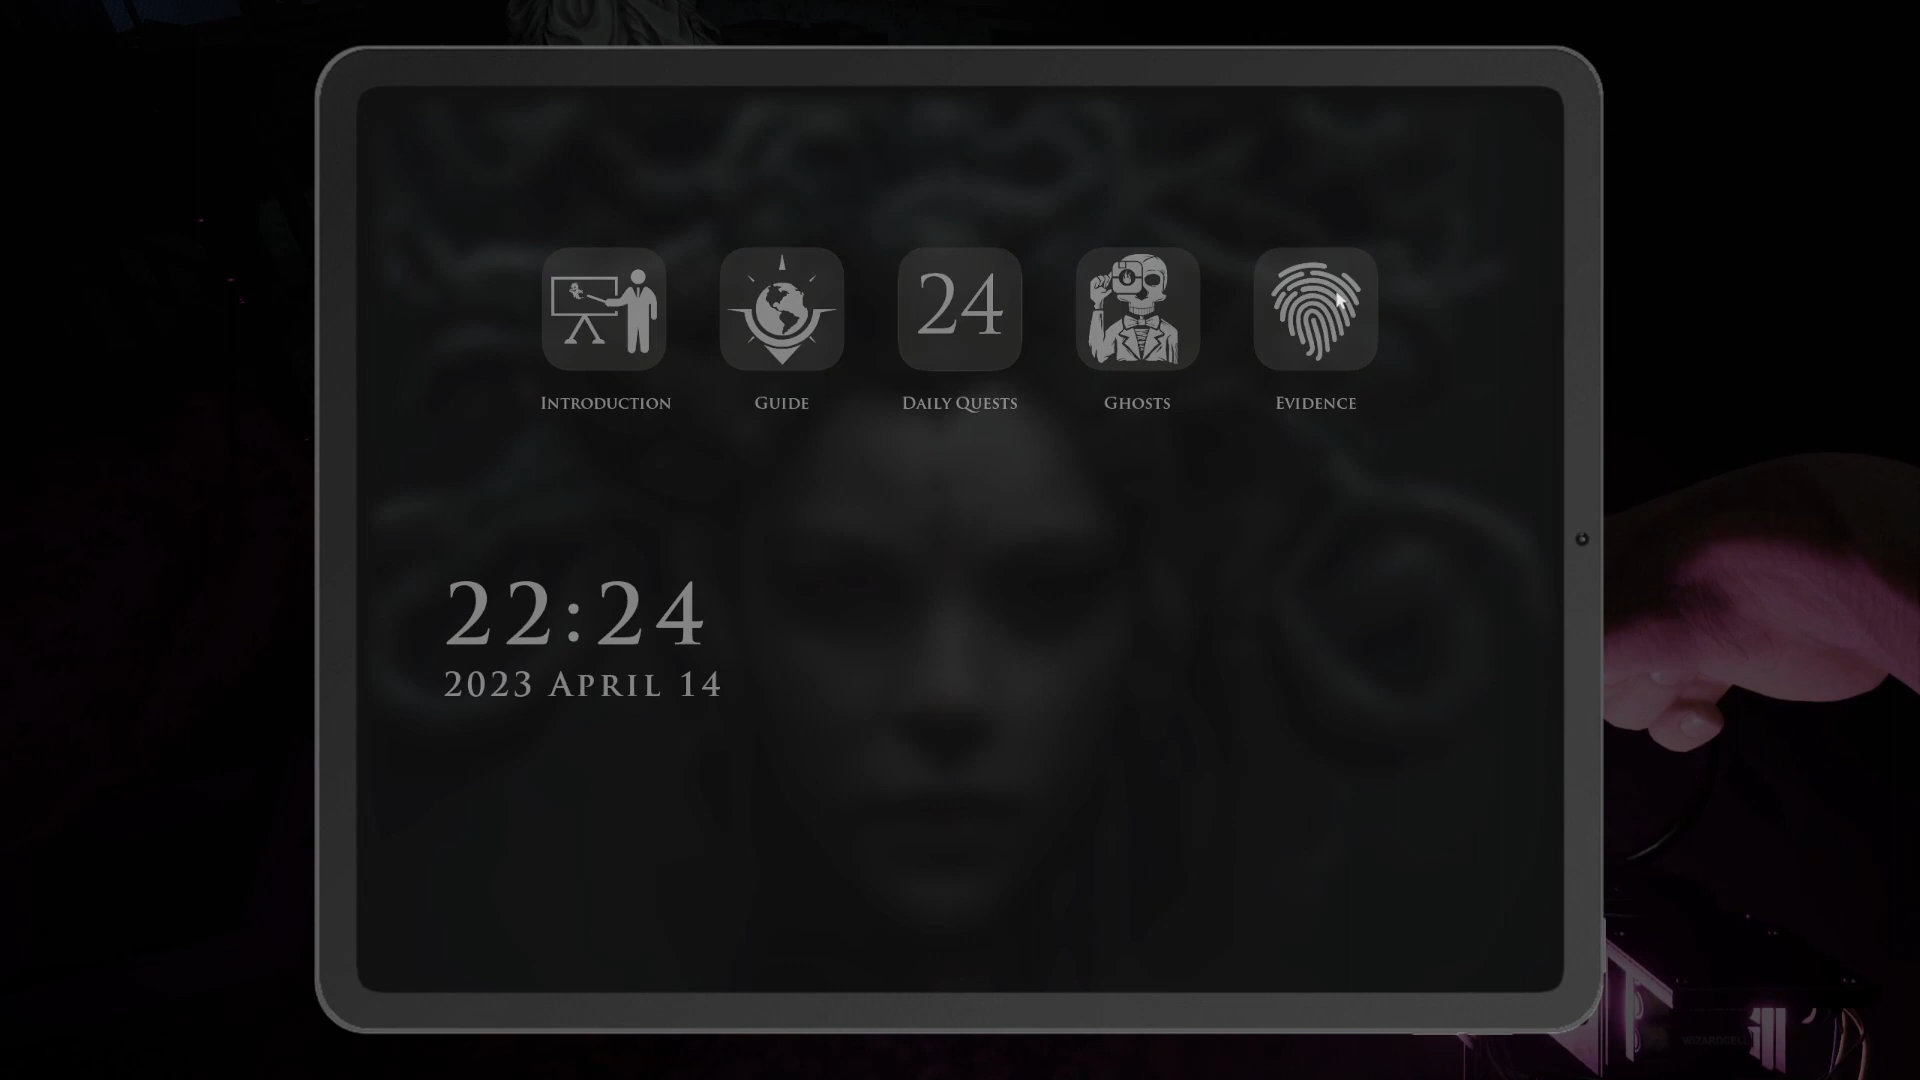 24
INTRODUCTION
GUIDE
DAILY QUESTS
GHOSTS
EVIDENCE
22:24
2023 APRIL 14